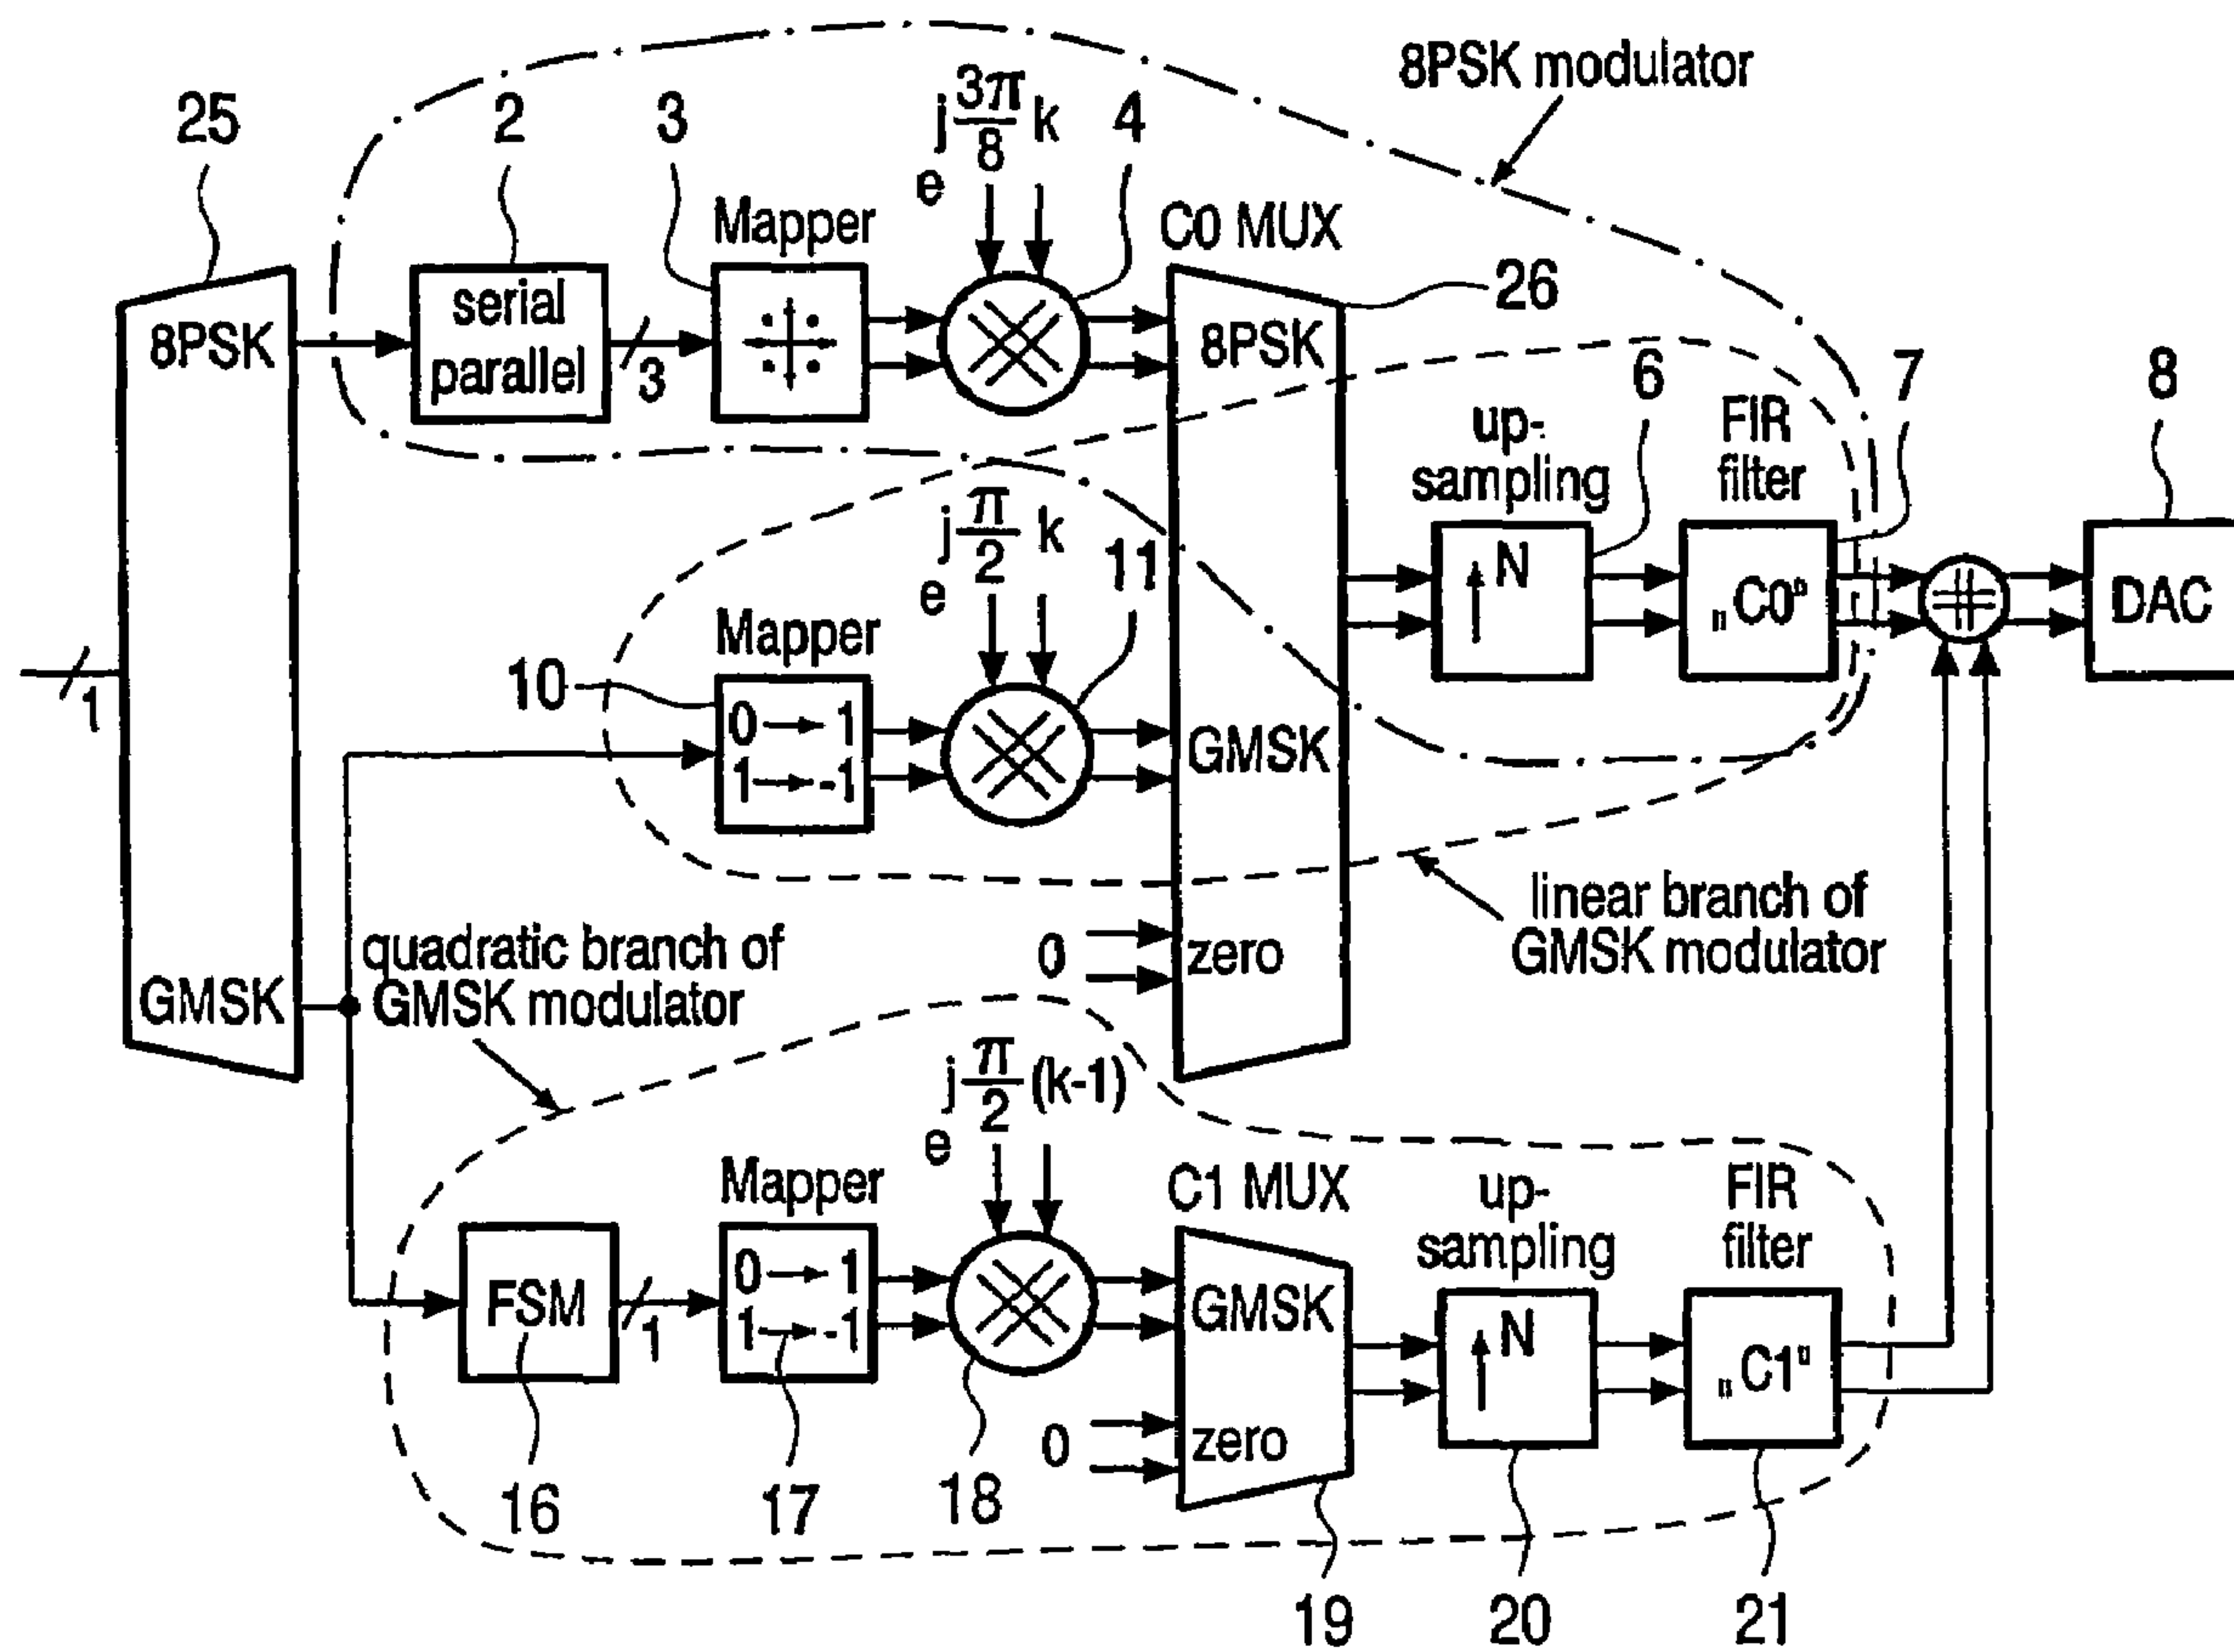 8PSK modulator
25
2
3
j 3π/8 k
e
4
Mapper
C0 MUX
26
8PSK
serial
parallel
3
8PSK
6
7
8
up-
sampling
FIR
filter
j π/2 k
e
11
N
„C0"
DAC
Mapper
10
0 → 1
1 → -1
GMSK
1
linear branch of
GMSK modulator
0
zero
quadratic branch of
GMSK modulator
GMSK
j π/2 (k-1)
e
Mapper
C1 MUX
up-
sampling
FIR
filter
FSM
1
0 → 1
1 → -1
GMSK
N
„C1"
0
zero
16
17
18
19
20
21